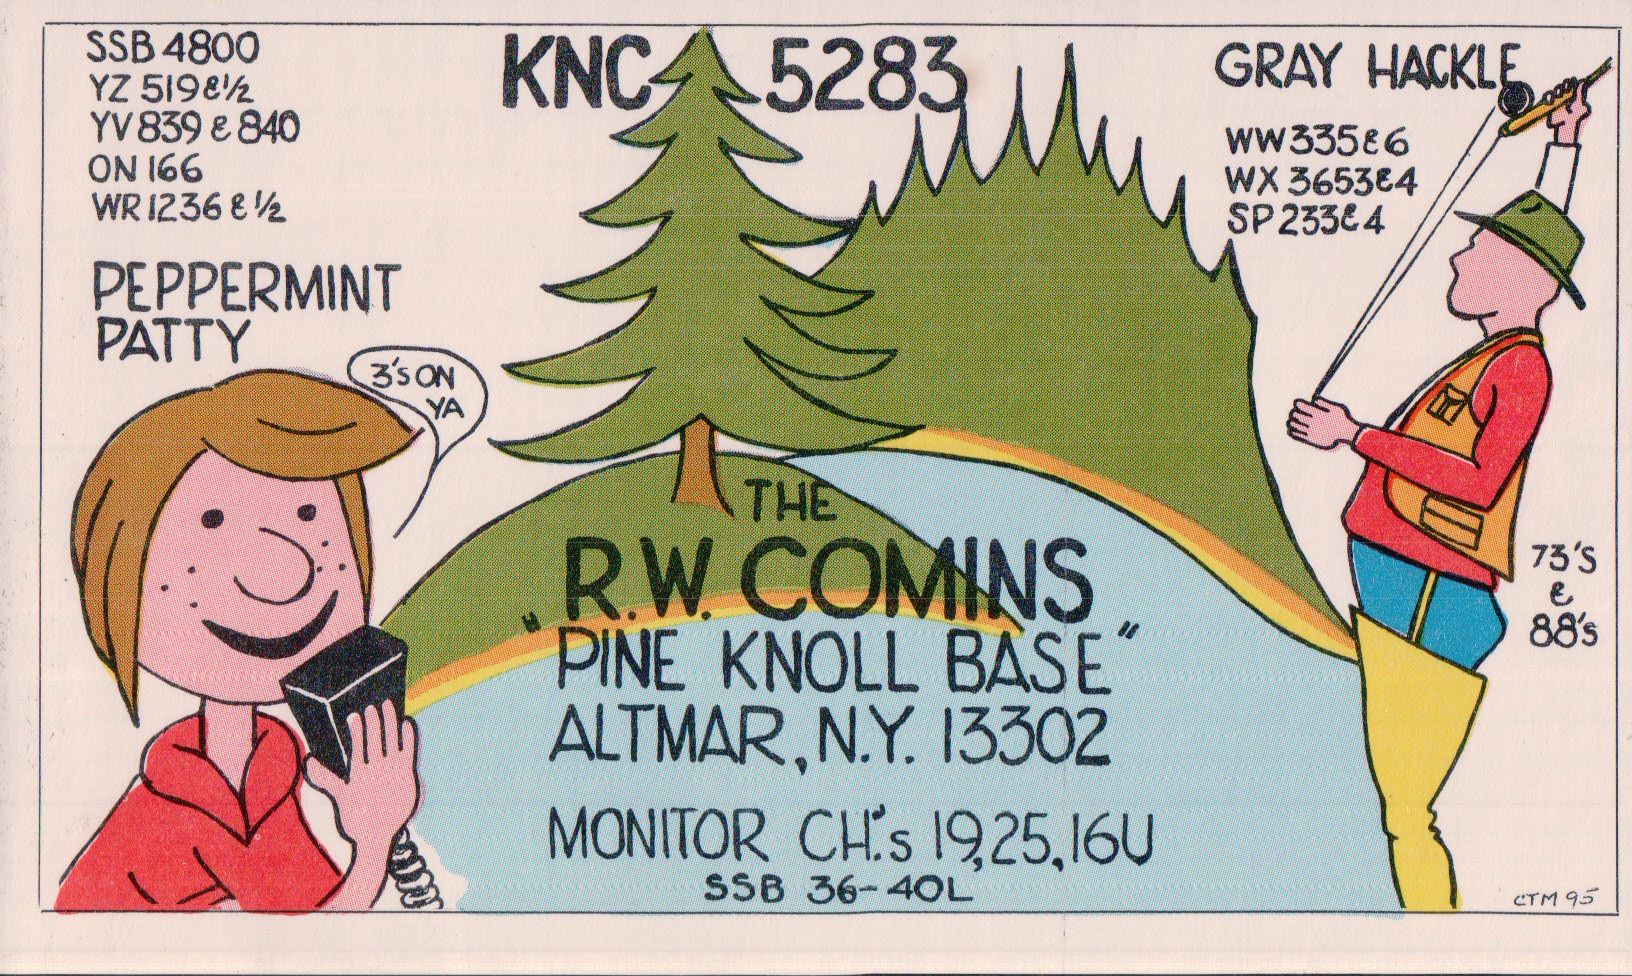 SSB 4800
YZ 519 & ½
YV 839 & 840
ON 166
WR 1236 & ½
PEPPERMINT
PATTY
3's ON
YA
KNC 5283
GRAY HACKLE
WW 335 & 6
WX 3653 & 4
SP 233 & 4
THE
"R.W. COMINS
PINE KNOLL BASE"
ALTMAR, N.Y. 13302
MONITOR CH.'s 19, 25, 16U
SSB 36-40L
73'S
&
88's
CTM 95